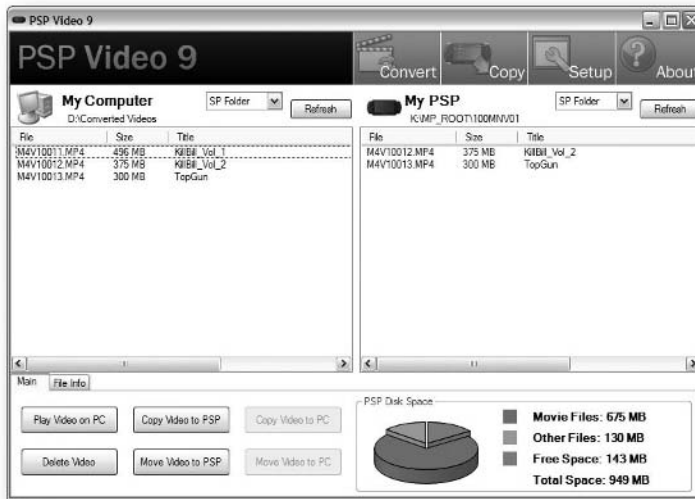 PSP Video 9
PSP Video 9
Convert Copy Setup About
My Computer SP Folder Refresh
D:\Converted Videos
My PSP SP Folder Refresh
K:\MP_ROOT\100MNV01
File Size Title
M4V10011.MP4 496 MB KillBill_Vol_1
M4V10012.MP4 375 MB KillBill_Vol_2
M4V10013.MP4 300 MB TopGun
File Size Title
M4V10012.MP4 375 MB KillBill_Vol_2
M4V10013.MP4 300 MB TopGun
Main File Info
Play Video on PC Copy Video to PSP Copy Video to PC
Delete Video Move Video to PSP Move Video to PC
PSP Disk Space
Movie Files: 675 MB
Other Files: 130 MB
Free Space: 143 MB
Total Space: 949 MB